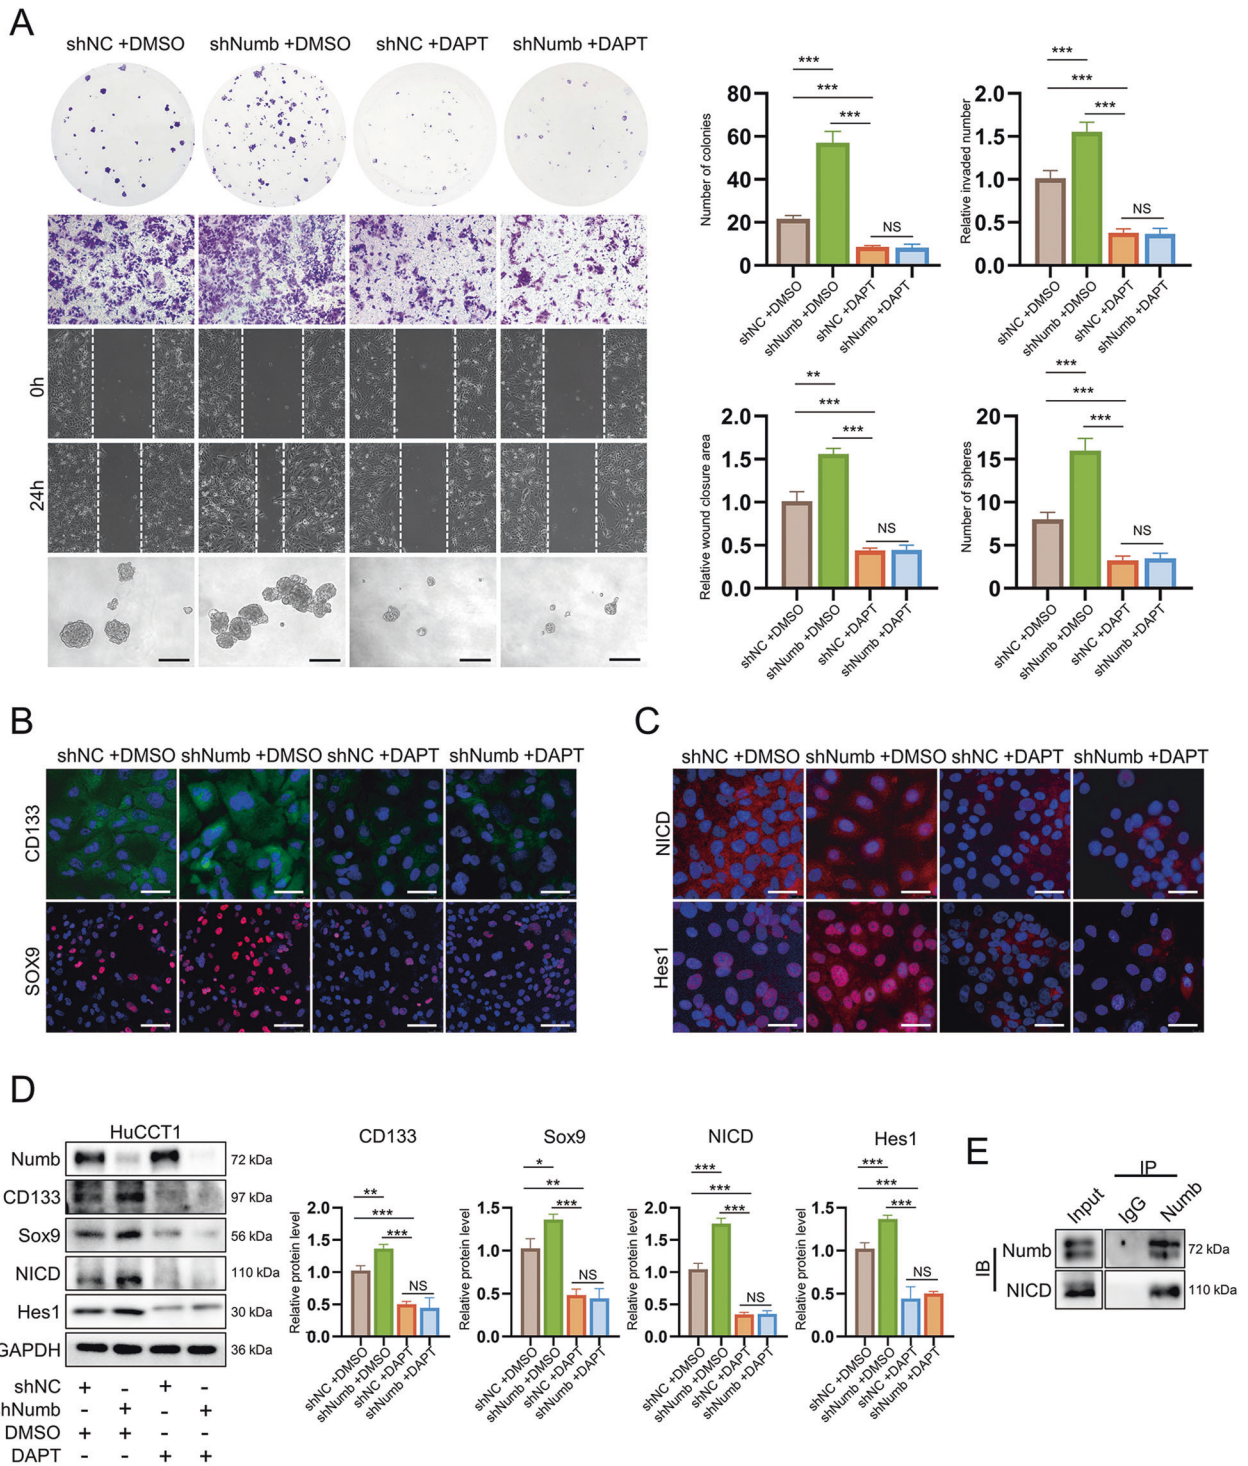 A
shNC +DMSO shNumb +DMSO shNC +DAPT shNumb +DAPT
0h
24h
***
***
***
NS
Number of colonies
80
60
40
20
0
shNC +DMSO
shNumb +DMSO
shNC +DAPT
shNumb +DAPT
***
***
***
NS
Relative invaded number
2.0
1.5
1.0
0.5
0.0
shNC +DMSO
shNumb +DMSO
shNC +DAPT
shNumb +DAPT
**
***
***
NS
Relative wound closure area
2.0
1.5
1.0
0.5
0.0
shNC +DMSO
shNumb +DMSO
shNC +DAPT
shNumb +DAPT
***
***
***
NS
Number of spheres
20
15
10
5
0
shNC +DMSO
shNumb +DMSO
shNC +DAPT
shNumb +DAPT
B
shNC +DMSO shNumb +DMSO shNC +DAPT shNumb +DAPT
CD133
SOX9
C
shNC +DMSO shNumb +DMSO shNC +DAPT shNumb +DAPT
NICD
Hes1
D
HuCCT1
Numb 72 kDa
CD133 97 kDa
Sox9 56 kDa
NICD 110 kDa
Hes1 30 kDa
GAPDH 36 kDa
shNC + - + -
hNumb - + - +
DMSO + + - -
DAPT - - + +
CD133
**
***
***
NS
Relative protein level
2.0
1.5
1.0
0.5
0.0
shNC +DMSO
shNumb +DMSO
shNC +DAPT
shNumb +DAPT
Sox9
*
**
***
NS
Relative protein level
1.5
1.0
0.5
0.0
shNC +DMSO
shNumb +DMSO
shNC +DAPT
shNumb +DAPT
NICD
***
***
***
NS
Relative protein level
2.0
1.5
1.0
0.5
0.0
shNC +DMSO
shNumb +DMSO
shNC +DAPT
shNumb +DAPT
Hes1
***
***
***
NS
Relative protein level
1.5
1.0
0.5
0.0
shNC +DMSO
shNumb +DMSO
shNC +DAPT
shNumb +DAPT
E
IP
Input IgG Numb
IB
Numb 72 kDa
NICD 110 kDa